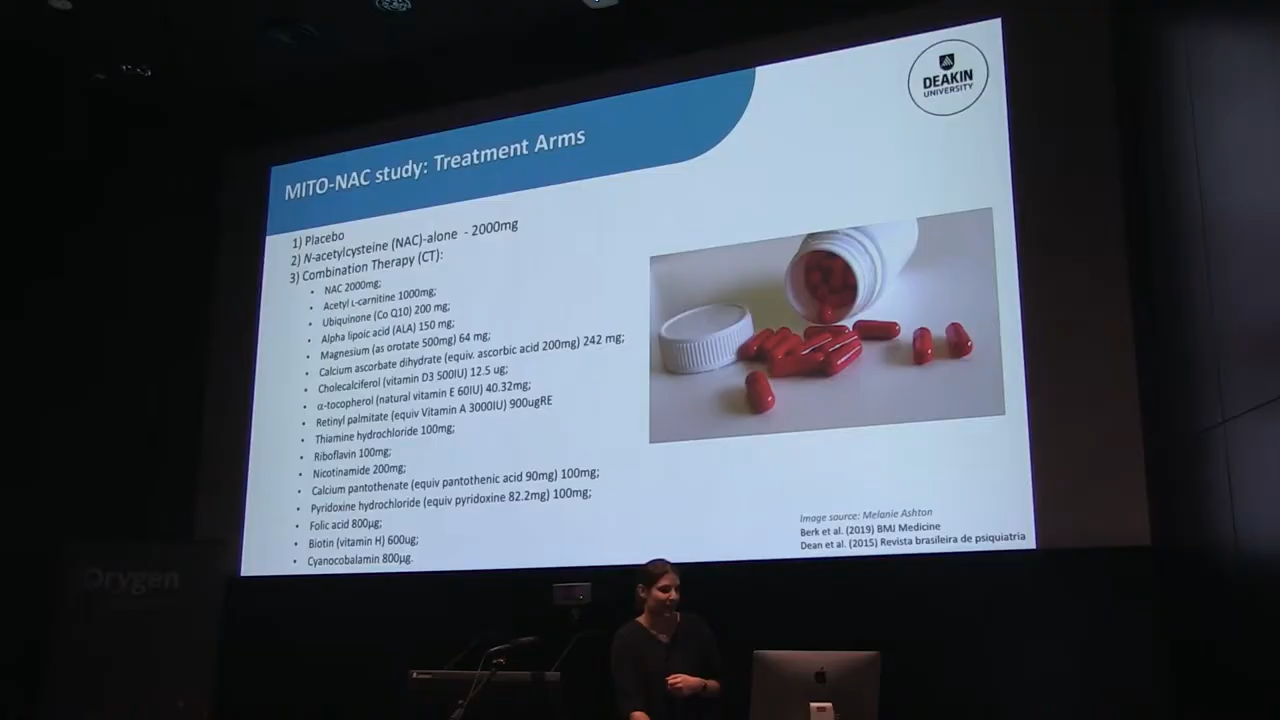 DEAKIN
UNIVERSITY
MITO-NAC study: Treatment Arms
1) Placebo
2) N-acetylcysteine (NAC)-alone - 2000mg
3) Combination Therapy (CT):
• NAC 2000mg;
• Acetyl L-carnitine 1000mg;
• Ubiquinone (Co Q10) 200 mg;
• Alpha lipoic acid (ALA) 150 mg;
• Magnesium (as orotate 500mg) 64 mg;
• Calcium ascorbate dihydrate (equiv. ascorbic acid 200mg) 242 mg;
• Cholecalciferol (vitamin D3 500IU) 12.5 ug;
• α-tocopherol (natural vitamin E 60IU) 40.32mg;
• Retinyl palmitate (equiv Vitamin A 3000IU) 900ugRE
• Thiamine hydrochloride 100mg;
• Riboflavin 100mg;
• Nicotinamide 200mg;
• Calcium pantothenate (equiv pantothenic acid 90mg) 100mg;
• Pyridoxine hydrochloride (equiv pyridoxine 82.2mg) 100mg;
• Folic acid 800µg;
• Biotin (vitamin H) 600ug;
• Cyanocobalamin 800µg.
Image source: Melanie Ashton
Berk et al. (2019) BMJ Medicine
Dean et al. (2015) Revista brasileira de psiquiatria
Orygen